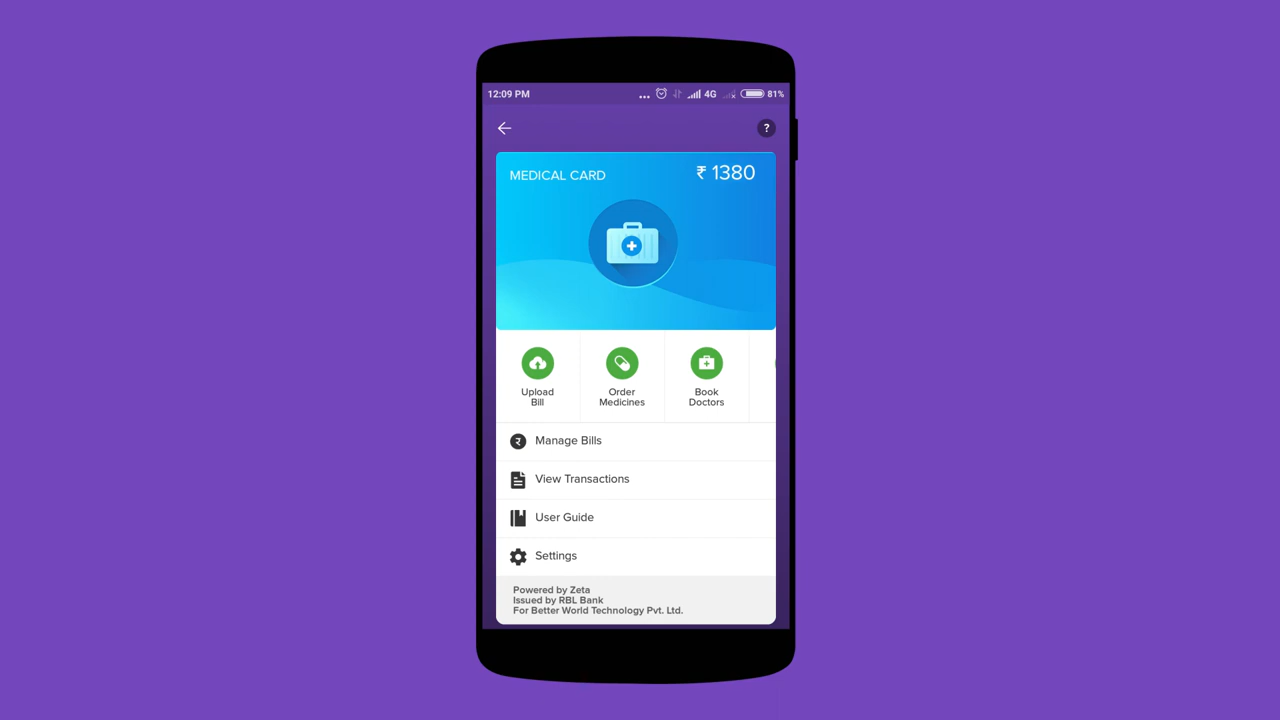 12:09 PM
4G
81%
?
MEDICAL CARD
₹ 1380
Upload
Bill
Order
Medicines
Book
Doctors
₹
Manage Bills
View Transactions
User Guide
Settings
Powered by Zeta
Issued by RBL Bank
For Better World Technology Pvt. Ltd.